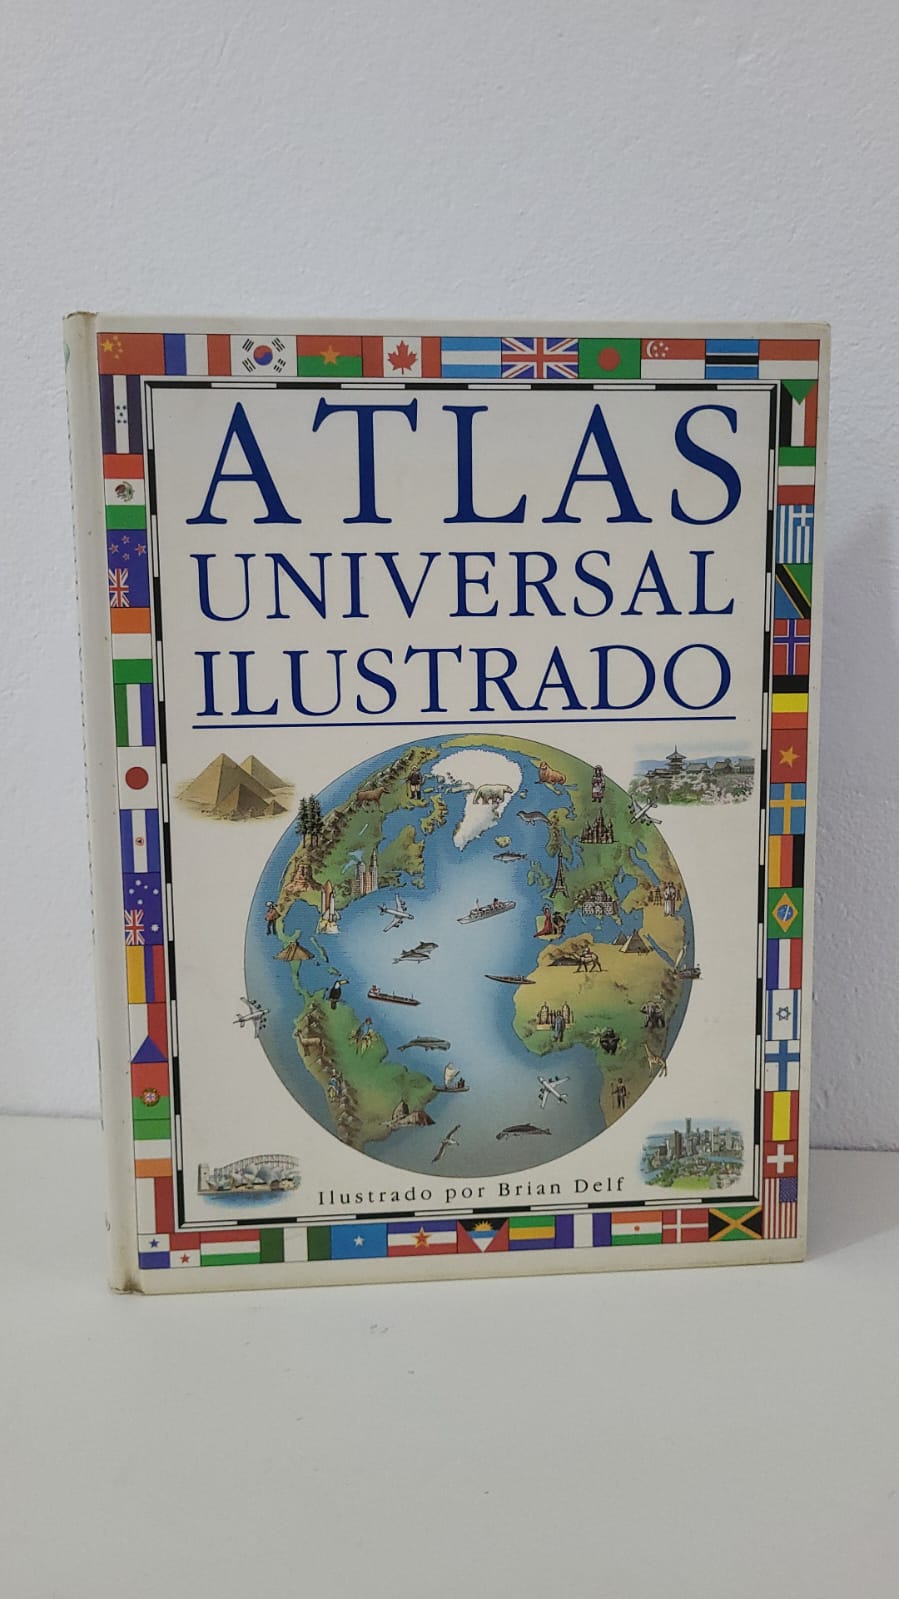 ATLAS
UNIVERSAL
ILUSTRADO
Ilustrado por Brian Delf